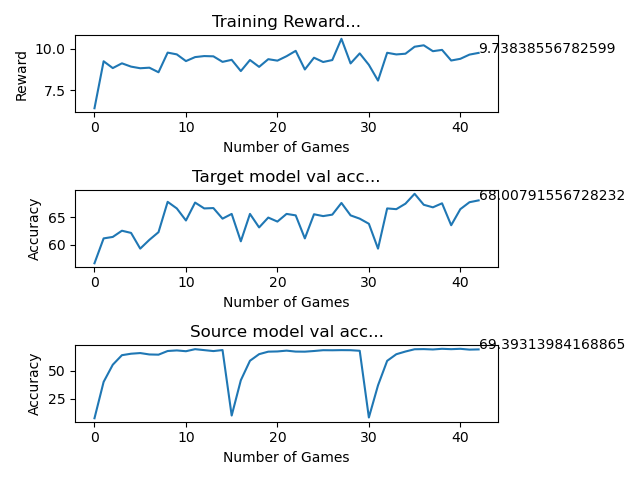 Training Reward...
10.0
7.5
Reward
9.73838556782599
0 10 20 30 40
Number of Games
Target model val acc...
65
60
Accuracy
68.00791556728232
0 10 20 30 40
Number of Games
Source model val acc...
50
25
Accuracy
69.39313984168865
0 10 20 30 40
Number of Games